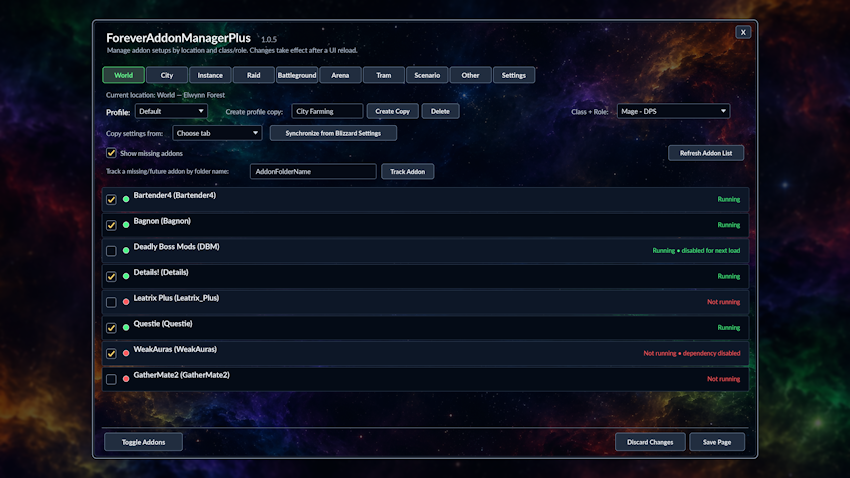 ForeverAddonManagerPlus 1.0.5
X
Manage addon setups by location and class/role. Changes take effect after a UI reload.
World City Instance Raid Battleground Arena Tram Scenario Other Settings
Current location: World — Elwynn Forest
Profile: Default Create profile copy: City Farming Create Copy Delete Class + Role: Mage - DPS
Copy settings from: Choose tab Synchronize from Blizzard Settings
Show missing addons Refresh Addon List
Track a missing/future addon by folder name: AddonFolderName Track Addon
Bartender4 (Bartender4) Running
Bagnon (Bagnon) Running
Deadly Boss Mods (DBM) Running • disabled for next load
Details! (Details) Running
Leatrix Plus (Leatrix_Plus) Not running
Questie (Questie) Running
WeakAuras (WeakAuras) Not running • dependency disabled
GatherMate2 (GatherMate2) Not running
Toggle Addons Discard Changes Save Page